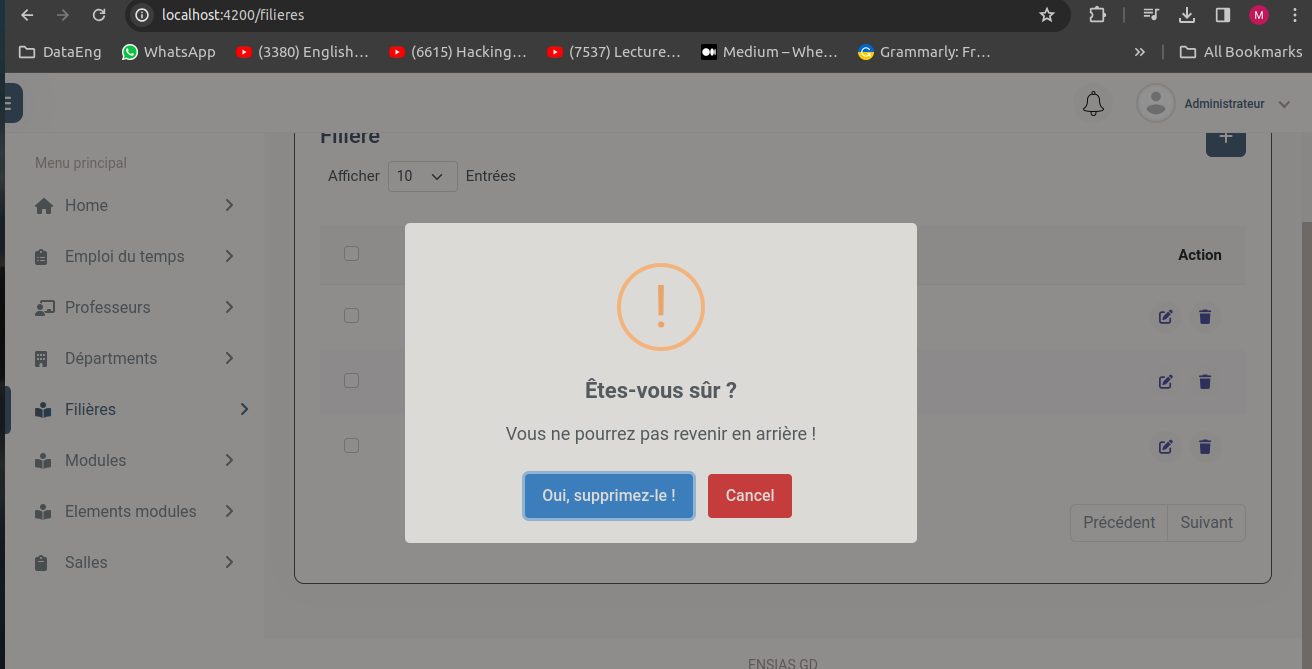 localhost:4200/filieres
M
DataEng
WhatsApp
(3380) English...
(6615) Hacking...
(7537) Lecture...
Medium – Whe...
Grammarly: Fr...
»
All Bookmarks
Administrateur
Menu principal
Home
Emploi du temps
Professeurs
Départments
Filières
Modules
Elements modules
Salles
Filière
+
Afficher 10 Entrées
Action
!
Êtes-vous sûr ?
Vous ne pourrez pas revenir en arrière !
Oui, supprimez-le !
Cancel
Précédent
Suivant
ENSIAS GD